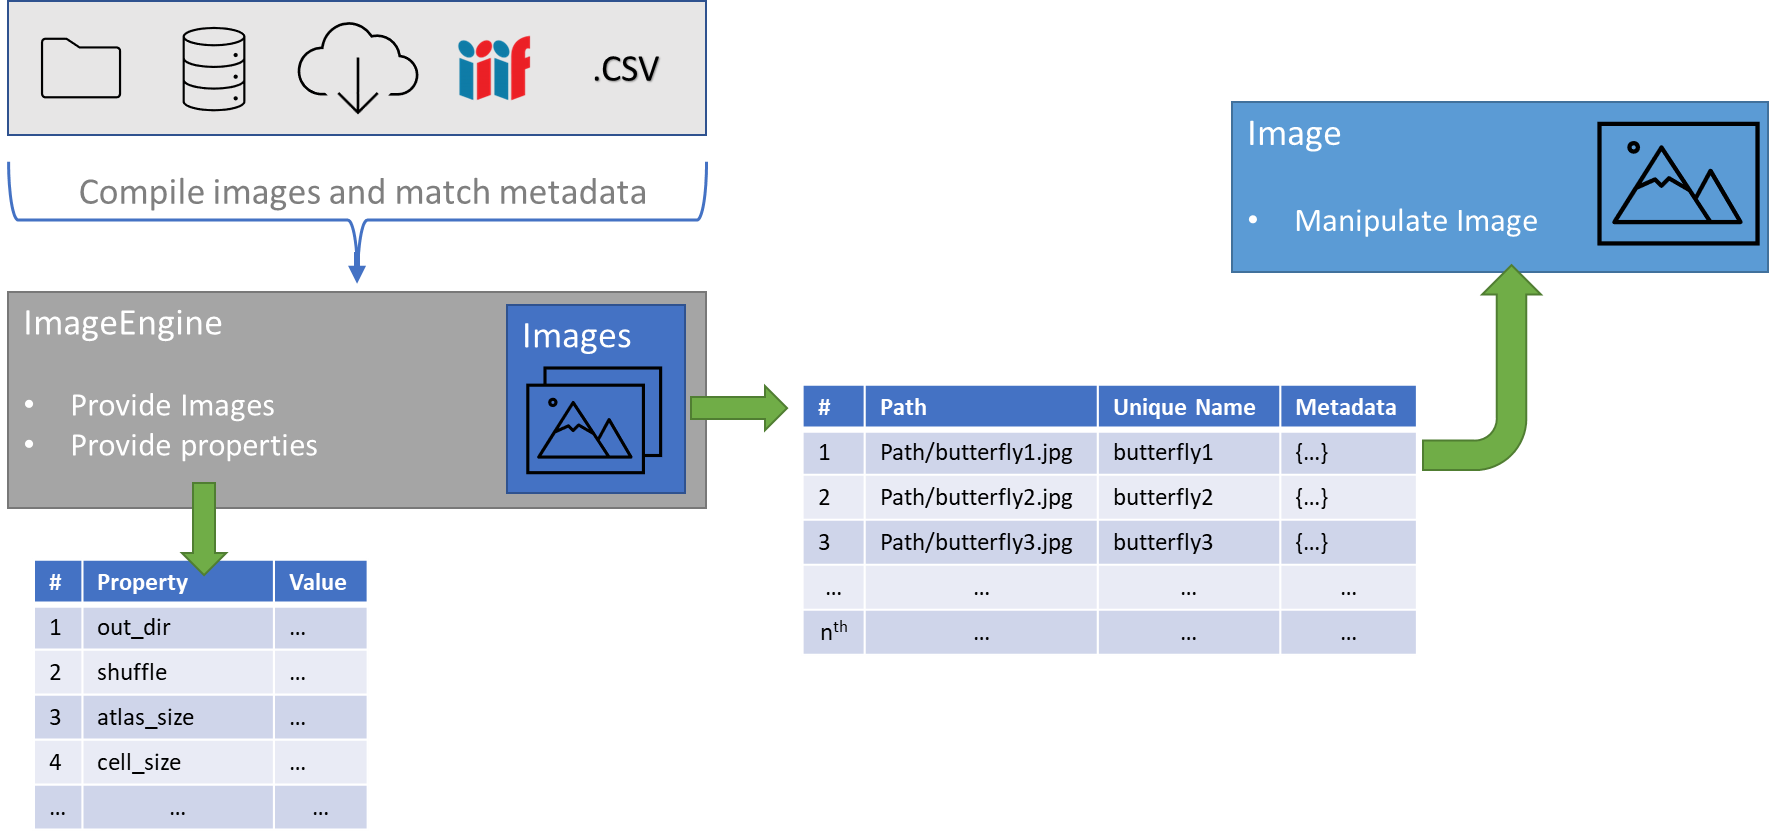 iiif .CSV
Compile images and match metadata
ImageEngine
• Provide Images
• Provide properties
Images
# Property Value
1 out_dir ...
2 shuffle ...
3 atlas_size ...
4 cell_size ...
... ... ...
# Path Unique Name Metadata
1 Path/butterfly1.jpg butterfly1 {...}
2 Path/butterfly2.jpg butterfly2 {...}
3 Path/butterfly3.jpg butterfly3 {...}
... ... ... ...
nth ... ... ...
Image
• Manipulate Image